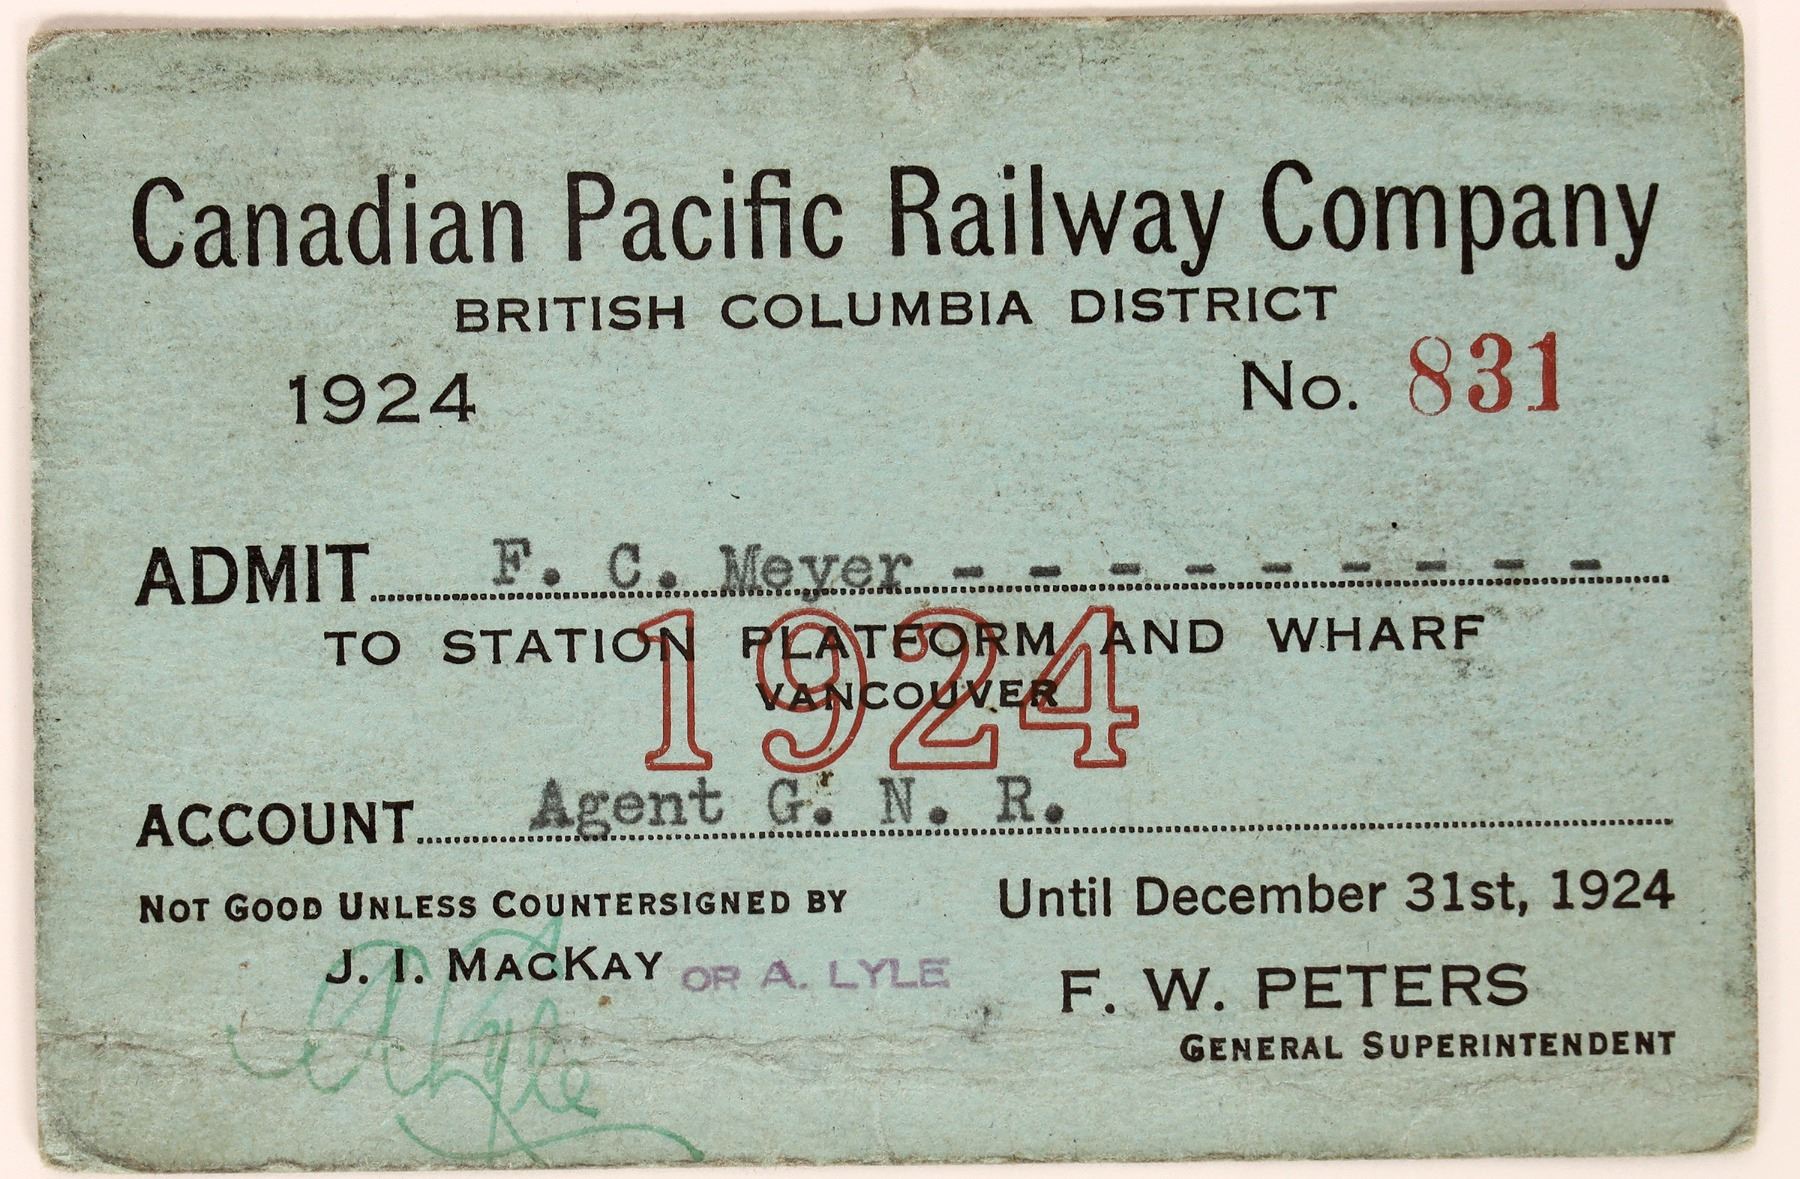 Canadian Pacific Railway Company
BRITISH COLUMBIA DISTRICT
1924 No. 831
ADMIT F. C. Meyer - - - - - - - - -
TO STATION PLATFORM AND WHARF
1924
VANCOUVER
ACCOUNT Agent G. N. R.
NOT GOOD UNLESS COUNTERSIGNED BY
J. I. MACKAY OR A. LYLE
A Lyle
Until December 31st, 1924
F. W. PETERS
GENERAL SUPERINTENDENT